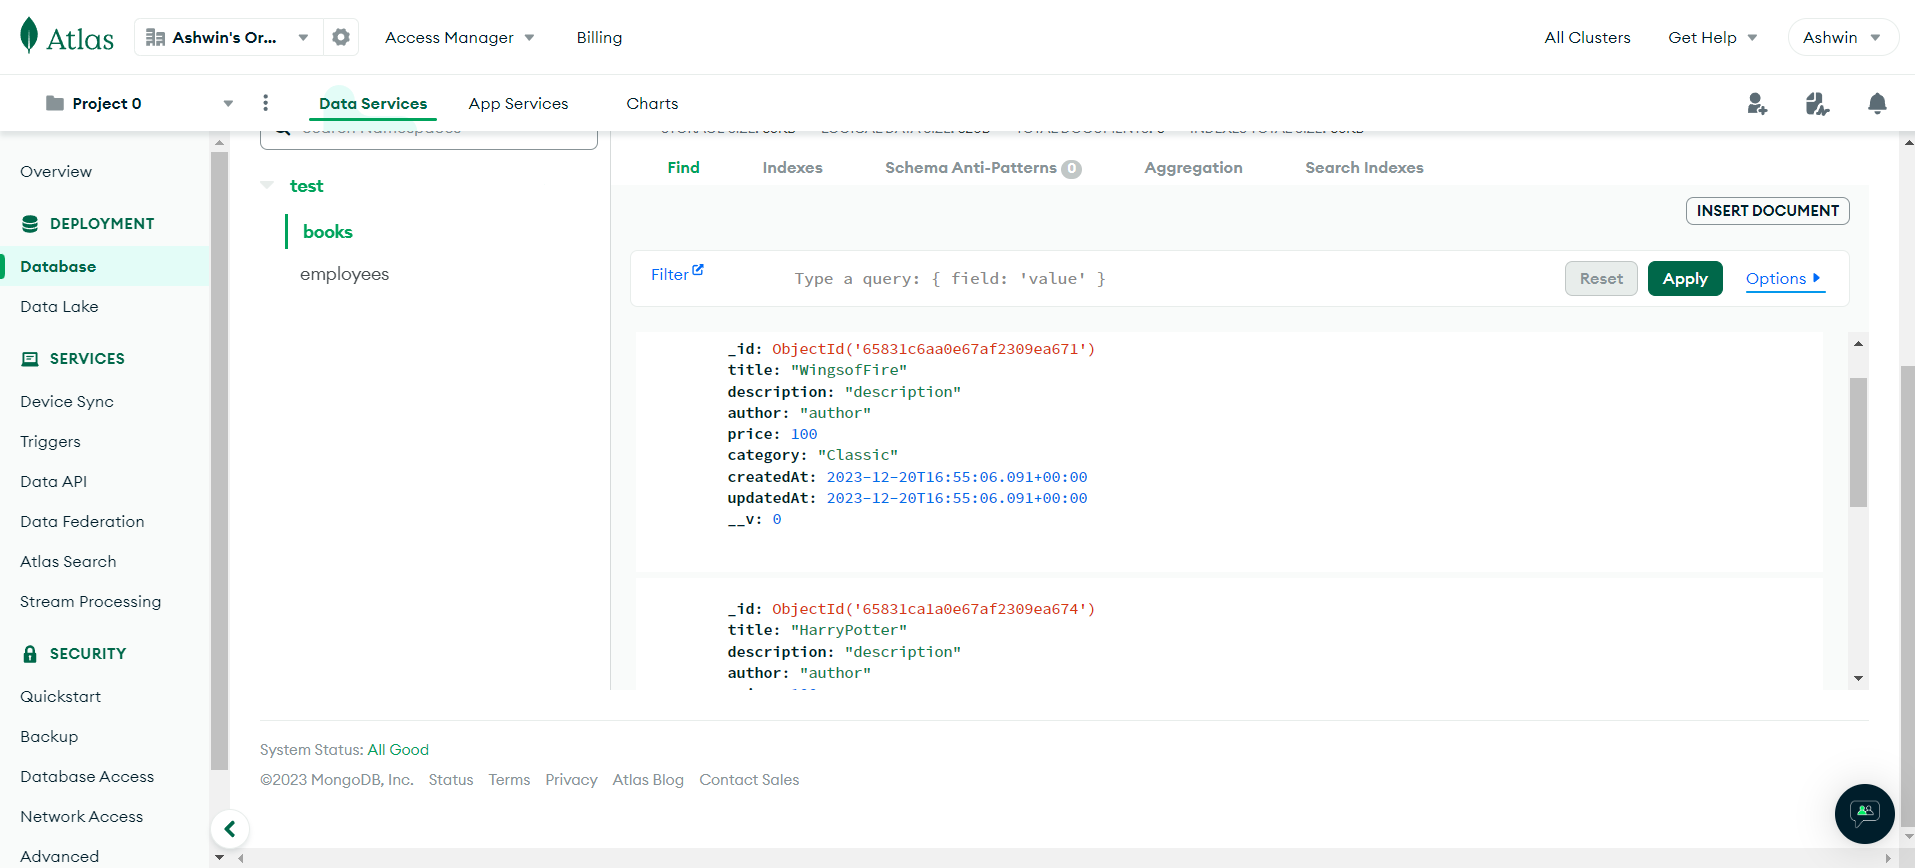 Atlas
Ashwin's Or...
Access Manager
Billing
All Clusters
Get Help
Ashwin
Project 0
Data Services
App Services
Charts
Overview
DEPLOYMENT
Database
Data Lake
SERVICES
Device Sync
Triggers
Data API
Data Federation
Atlas Search
Stream Processing
SECURITY
Quickstart
Backup
Database Access
Network Access
Advanced
test
books
employees
Find
Indexes
Schema Anti-Patterns 0
Aggregation
Search Indexes
INSERT DOCUMENT
Filter
Type a query: { field: 'value' }
Reset
Apply
Options
_id: ObjectId('65831c6aa0e67af2309ea671')
title: "WingsofFire"
description: "description"
author: "author"
price: 100
category: "Classic"
createdAt: 2023-12-20T16:55:06.091+00:00
updatedAt: 2023-12-20T16:55:06.091+00:00
__v: 0
_id: ObjectId('65831ca1a0e67af2309ea674')
title: "HarryPotter"
description: "description"
author: "author"
System Status: All Good
©2023 MongoDB, Inc.
Status
Terms
Privacy
Atlas Blog
Contact Sales